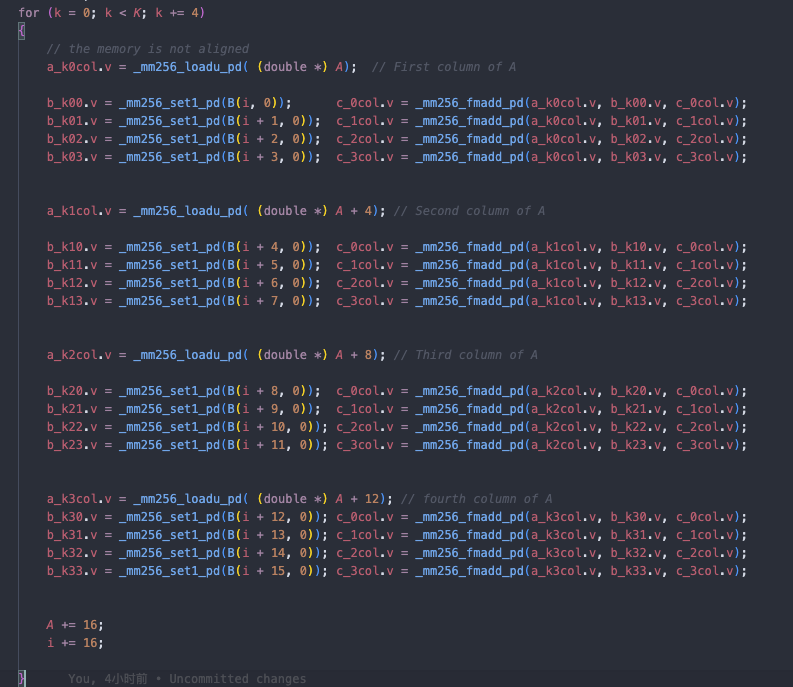 for (k = 0; k < K; k += 4)
{
// the memory is not aligned
a_k0col.v = _mm256_loadu_pd( (double *) A);  // First column of A
b_k00.v = _mm256_set1_pd(B(i, 0));      c_0col.v = _mm256_fmadd_pd(a_k0col.v, b_k00.v, c_0col.v);
b_k01.v = _mm256_set1_pd(B(i + 1, 0));  c_1col.v = _mm256_fmadd_pd(a_k0col.v, b_k01.v, c_1col.v);
b_k02.v = _mm256_set1_pd(B(i + 2, 0));  c_2col.v = _mm256_fmadd_pd(a_k0col.v, b_k02.v, c_2col.v);
b_k03.v = _mm256_set1_pd(B(i + 3, 0));  c_3col.v = _mm256_fmadd_pd(a_k0col.v, b_k03.v, c_3col.v);
a_k1col.v = _mm256_loadu_pd( (double *) A + 4); // Second column of A
b_k10.v = _mm256_set1_pd(B(i + 4, 0));  c_0col.v = _mm256_fmadd_pd(a_k1col.v, b_k10.v, c_0col.v);
b_k11.v = _mm256_set1_pd(B(i + 5, 0));  c_1col.v = _mm256_fmadd_pd(a_k1col.v, b_k11.v, c_1col.v);
b_k12.v = _mm256_set1_pd(B(i + 6, 0));  c_2col.v = _mm256_fmadd_pd(a_k1col.v, b_k12.v, c_2col.v);
b_k13.v = _mm256_set1_pd(B(i + 7, 0));  c_3col.v = _mm256_fmadd_pd(a_k1col.v, b_k13.v, c_3col.v);
a_k2col.v = _mm256_loadu_pd( (double *) A + 8); // Third column of A
b_k20.v = _mm256_set1_pd(B(i + 8, 0));  c_0col.v = _mm256_fmadd_pd(a_k2col.v, b_k20.v, c_0col.v);
b_k21.v = _mm256_set1_pd(B(i + 9, 0));  c_1col.v = _mm256_fmadd_pd(a_k2col.v, b_k21.v, c_1col.v);
b_k22.v = _mm256_set1_pd(B(i + 10, 0)); c_2col.v = _mm256_fmadd_pd(a_k2col.v, b_k22.v, c_2col.v);
b_k23.v = _mm256_set1_pd(B(i + 11, 0)); c_3col.v = _mm256_fmadd_pd(a_k2col.v, b_k23.v, c_3col.v);
a_k3col.v = _mm256_loadu_pd( (double *) A + 12); // fourth column of A
b_k30.v = _mm256_set1_pd(B(i + 12, 0)); c_0col.v = _mm256_fmadd_pd(a_k3col.v, b_k30.v, c_0col.v);
b_k31.v = _mm256_set1_pd(B(i + 13, 0)); c_1col.v = _mm256_fmadd_pd(a_k3col.v, b_k31.v, c_1col.v);
b_k32.v = _mm256_set1_pd(B(i + 14, 0)); c_2col.v = _mm256_fmadd_pd(a_k3col.v, b_k32.v, c_2col.v);
b_k33.v = _mm256_set1_pd(B(i + 15, 0)); c_3col.v = _mm256_fmadd_pd(a_k3col.v, b_k33.v, c_3col.v);
A += 16;
i += 16;
}      You, 4小时前 • Uncommitted changes